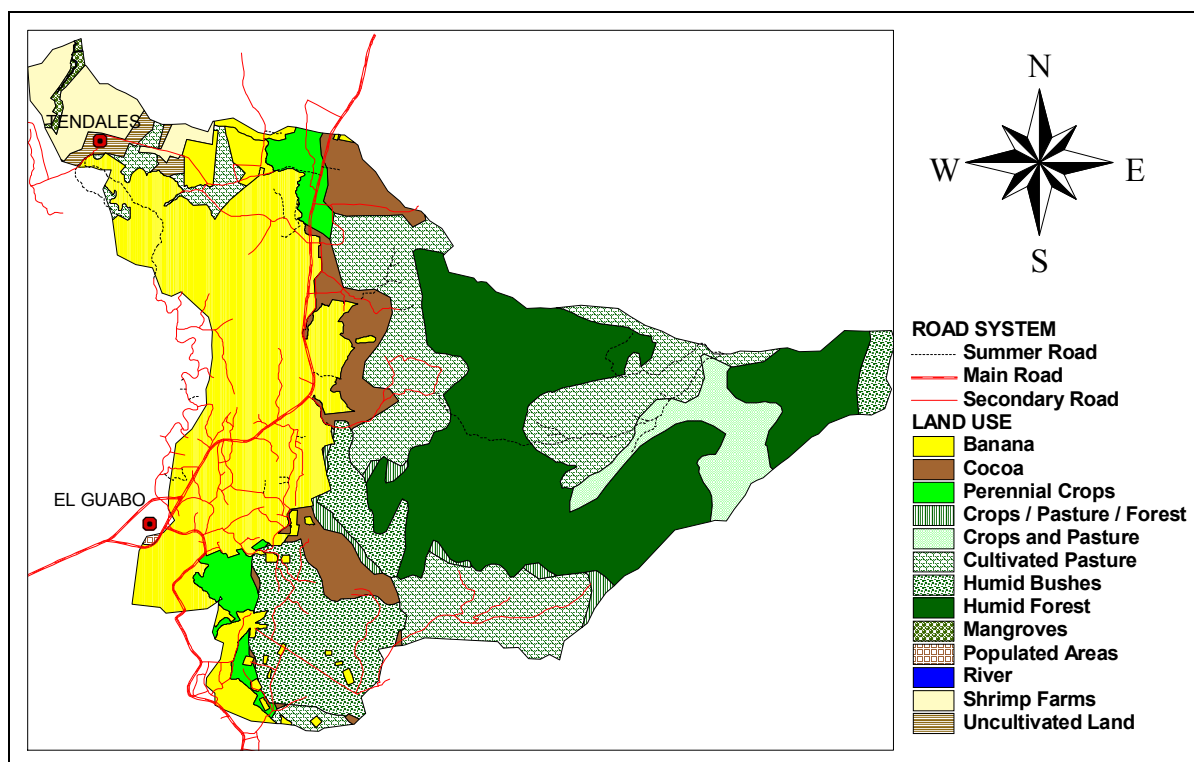 TENDALES
EL GUABO
N
W
E
S
ROAD SYSTEM
Summer Road
Main Road
Secondary Road
LAND USE
Banana
Cocoa
Perennial Crops
Crops / Pasture / Forest
Crops and Pasture
Cultivated Pasture
Humid Bushes
Humid Forest
Mangroves
Populated Areas
River
Shrimp Farms
Uncultivated Land